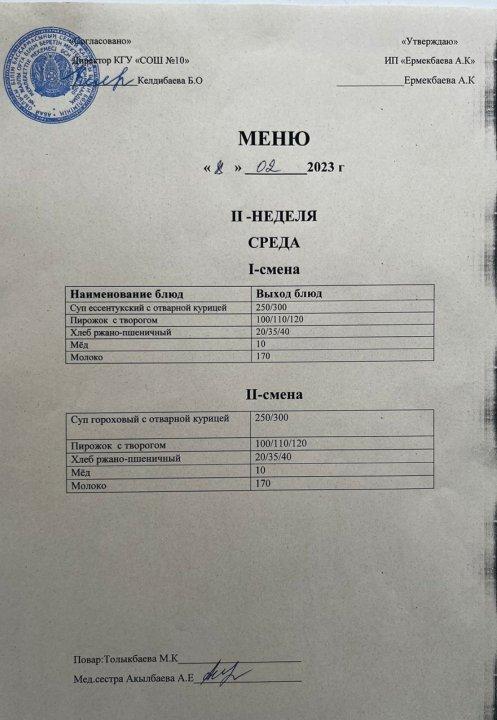 «Согласовано» «Утверждаю»
Директор КГУ «СОШ №10» ИП «Ермекбаева А.К»
Келдибаева Б.О Ермекбаева А.К
МЕНЮ
« 8 » 02 2023 г
II -НЕДЕЛЯ
СРЕДА
I-смена
Наименование блюд Выход блюд
Суп ессентукский с отварной курицей 250/300
Пирожок с творогом 100/110/120
Хлеб ржано-пшеничный 20/35/40
Мёд 10
Молоко 170
II-смена
Суп гороховый с отварной курицей 250/300
Пирожок с творогом 100/110/120
Хлеб ржано-пшеничный 20/35/40
Мёд 10
Молоко 170
Повар:Толыкбаева М.К
Мед.сестра Акылбаева А.Е